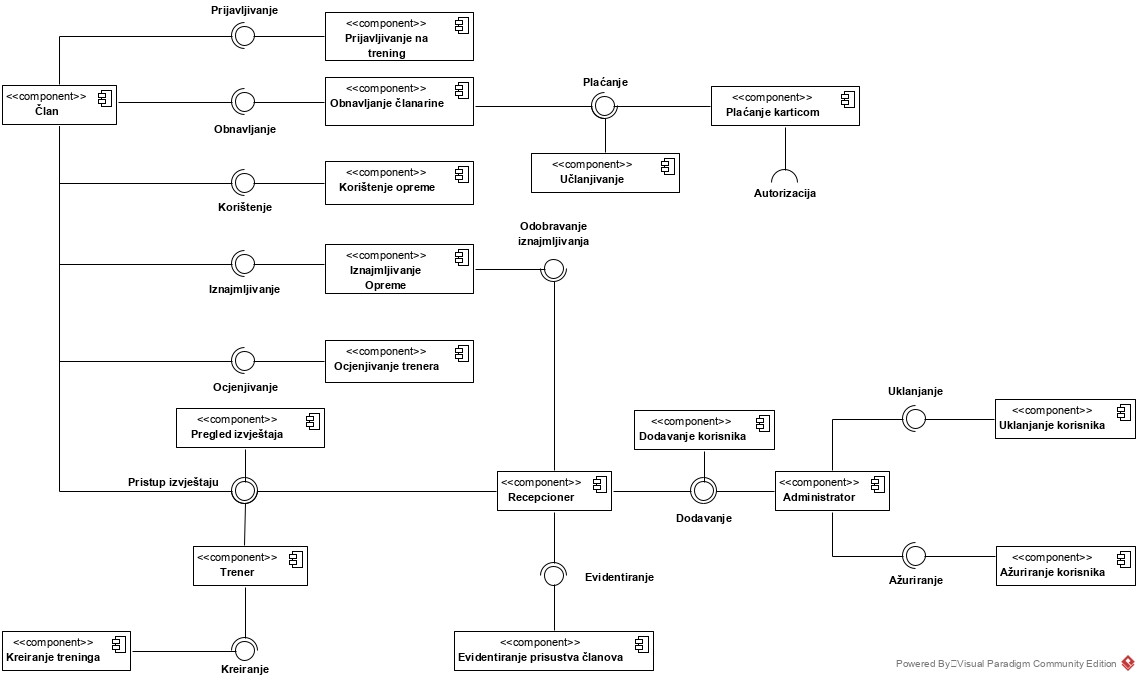 Prijavljivanje
<<component>>
Prijavljivanje na
trening
<<component>>
Član
<<component>>
Obnavljanje članarine
Obnavljanje
Plaćanje
<<component>>
Plaćanje karticom
<<component>>
Učlanjivanje
Autorizacija
<<component>>
Korištenje opreme
Korištenje
Odobravanje
iznajmljivanja
<<component>>
Iznajmljivanje
Opreme
Iznajmljivanje
<<component>>
Ocjenjivanje trenera
Ocjenjivanje
<<component>>
Pregled izvještaja
Pristup izvještaju
<<component>>
Dodavanje korisnika
Uklanjanje
<<component>>
Uklanjanje korisnika
<<component>>
Recepcioner
Dodavanje
<<component>>
Administrator
<<component>>
Trener
Evidentiranje
Ažuriranje
<<component>>
Ažuriranje korisnika
<<component>>
Kreiranje treninga
Kreiranje
<<component>>
Evidentiranje prisustva članova
Powered By Visual Paradigm Community Edition